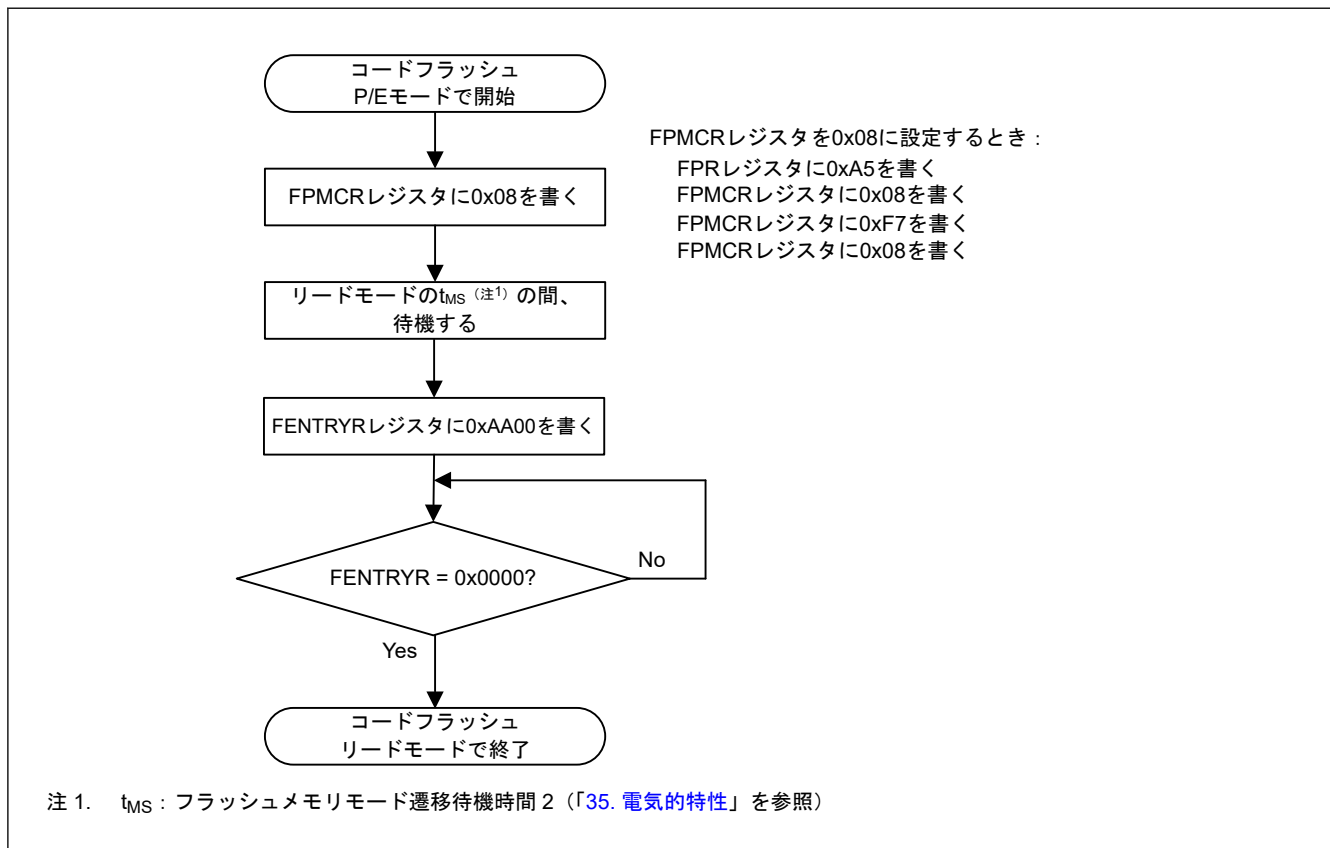 コードフラッシュ
P/Eモードで開始
FPMCRレジスタを0x08に設定するとき：
FPRレジスタに0xA5を書く
FPMCRレジスタに0x08を書く
FPMCRレジスタに0xF7を書く
FPMCRレジスタに0x08を書く
FPMCRレジスタに0x08を書く
リードモードのtMS（注1）の間、
待機する
FENTRYRレジスタに0xAA00を書く
FENTRYR = 0x0000?
No
Yes
コードフラッシュ
リードモードで終了
注 1. tMS：フラッシュメモリモード遷移待機時間 2（「35. 電気的特性」を参照）